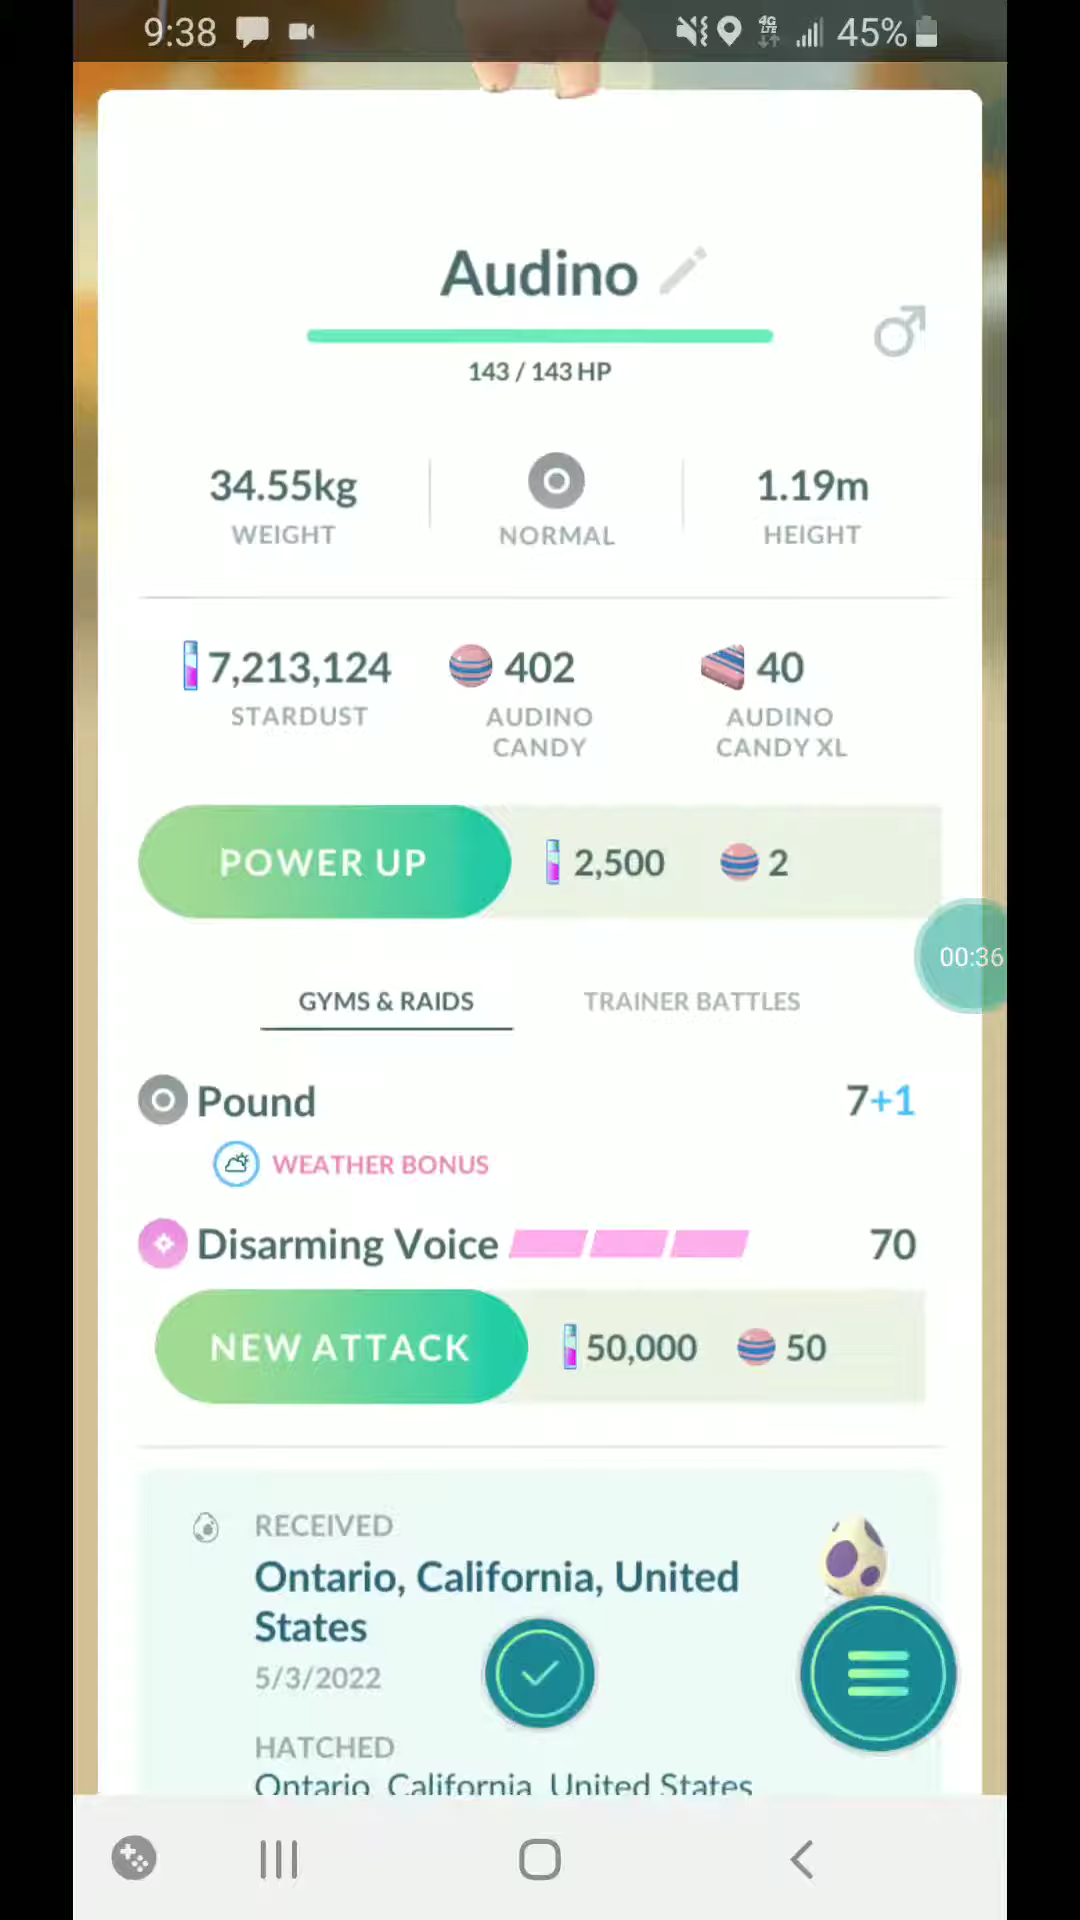 9:38 4G LTE 45%
Audino
143 / 143 HP
34.55kg 1.19m
WEIGHT NORMAL HEIGHT
7,213,124 402 40
STARDUST AUDINO CANDY AUDINO CANDY XL
POWER UP 2,500 2
00:36
GYMS & RAIDS TRAINER BATTLES
Pound 7+1
WEATHER BONUS
Disarming Voice 70
NEW ATTACK 50,000 50
RECEIVED
Ontario, California, United
States
5/3/2022
HATCHED
Ontario, California, United States